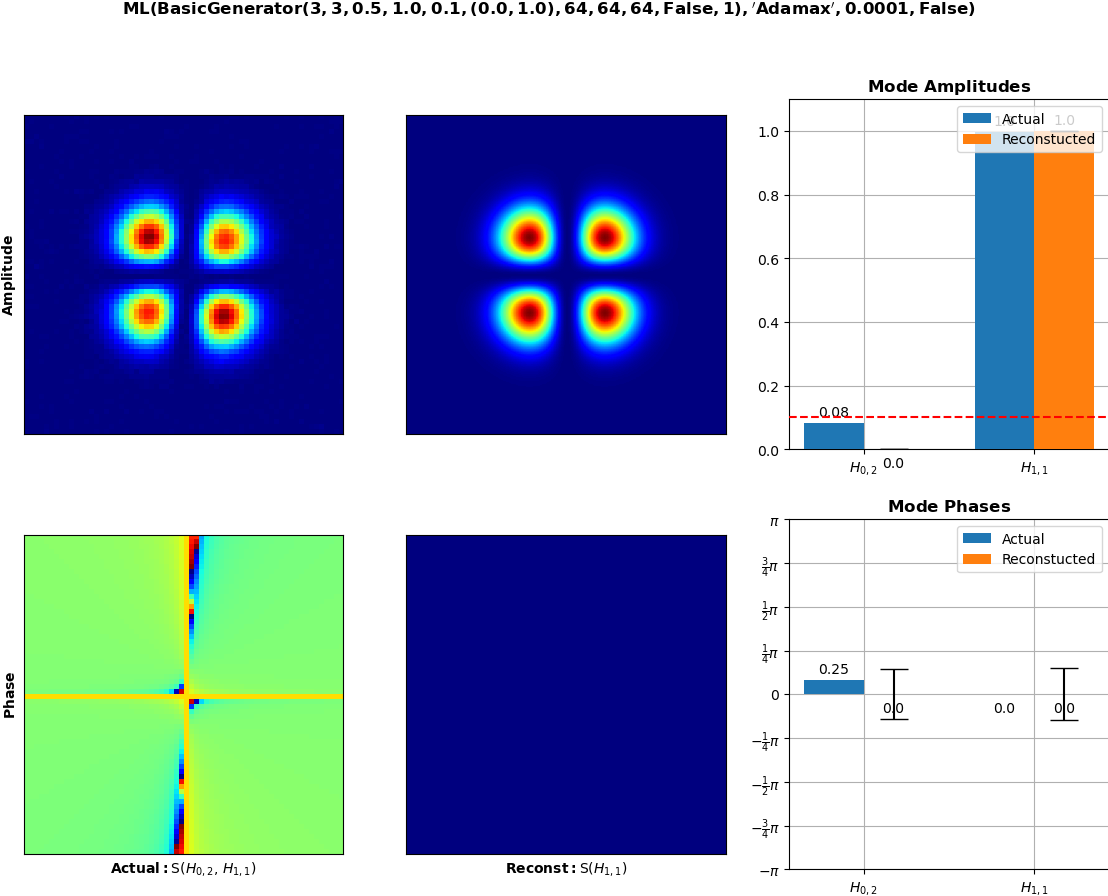 ML(BasicGenerator(3, 3, 0.5, 1.0, 0.1, (0.0, 1.0), 64, 64, 64, False, 1), ′Adamax′, 0.0001, False)
Mode Amplitudes
Amplitude
Actual
Reconstucted
1.0
1.0
0.8
0.6
0.4
0.2
0.0
0.08
0.0
H0,2
H1,1
Mode Phases
Phase
Actual
Reconstucted
π
3/4π
1/2π
1/4π
0
−1/4π
−1/2π
−3/4π
−π
0.25
0.0
0.0
0.0
H0,2
H1,1
Actual: S(H0,2, H1,1)
Reconst: S(H1,1)